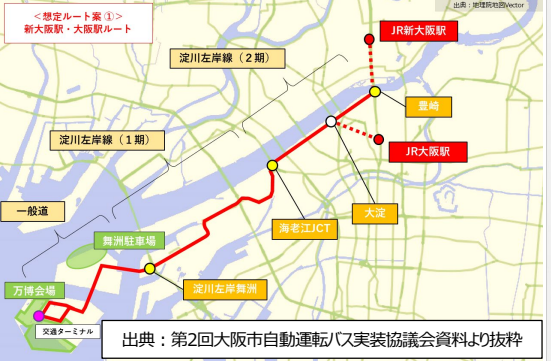 出典：地理院地図Vector
<想定ルート案①>
新大阪駅・大阪駅ルート
JR新大阪駅
淀川左岸線（２期）
豊崎
淀川左岸線（１期）
JR大阪駅
一般道
大淀
海老江JCT
舞洲駐車場
淀川左岸舞洲
万博会場
交通ターミナル
出典：第2回大阪市自動運転バス実装協議会資料より抜粋